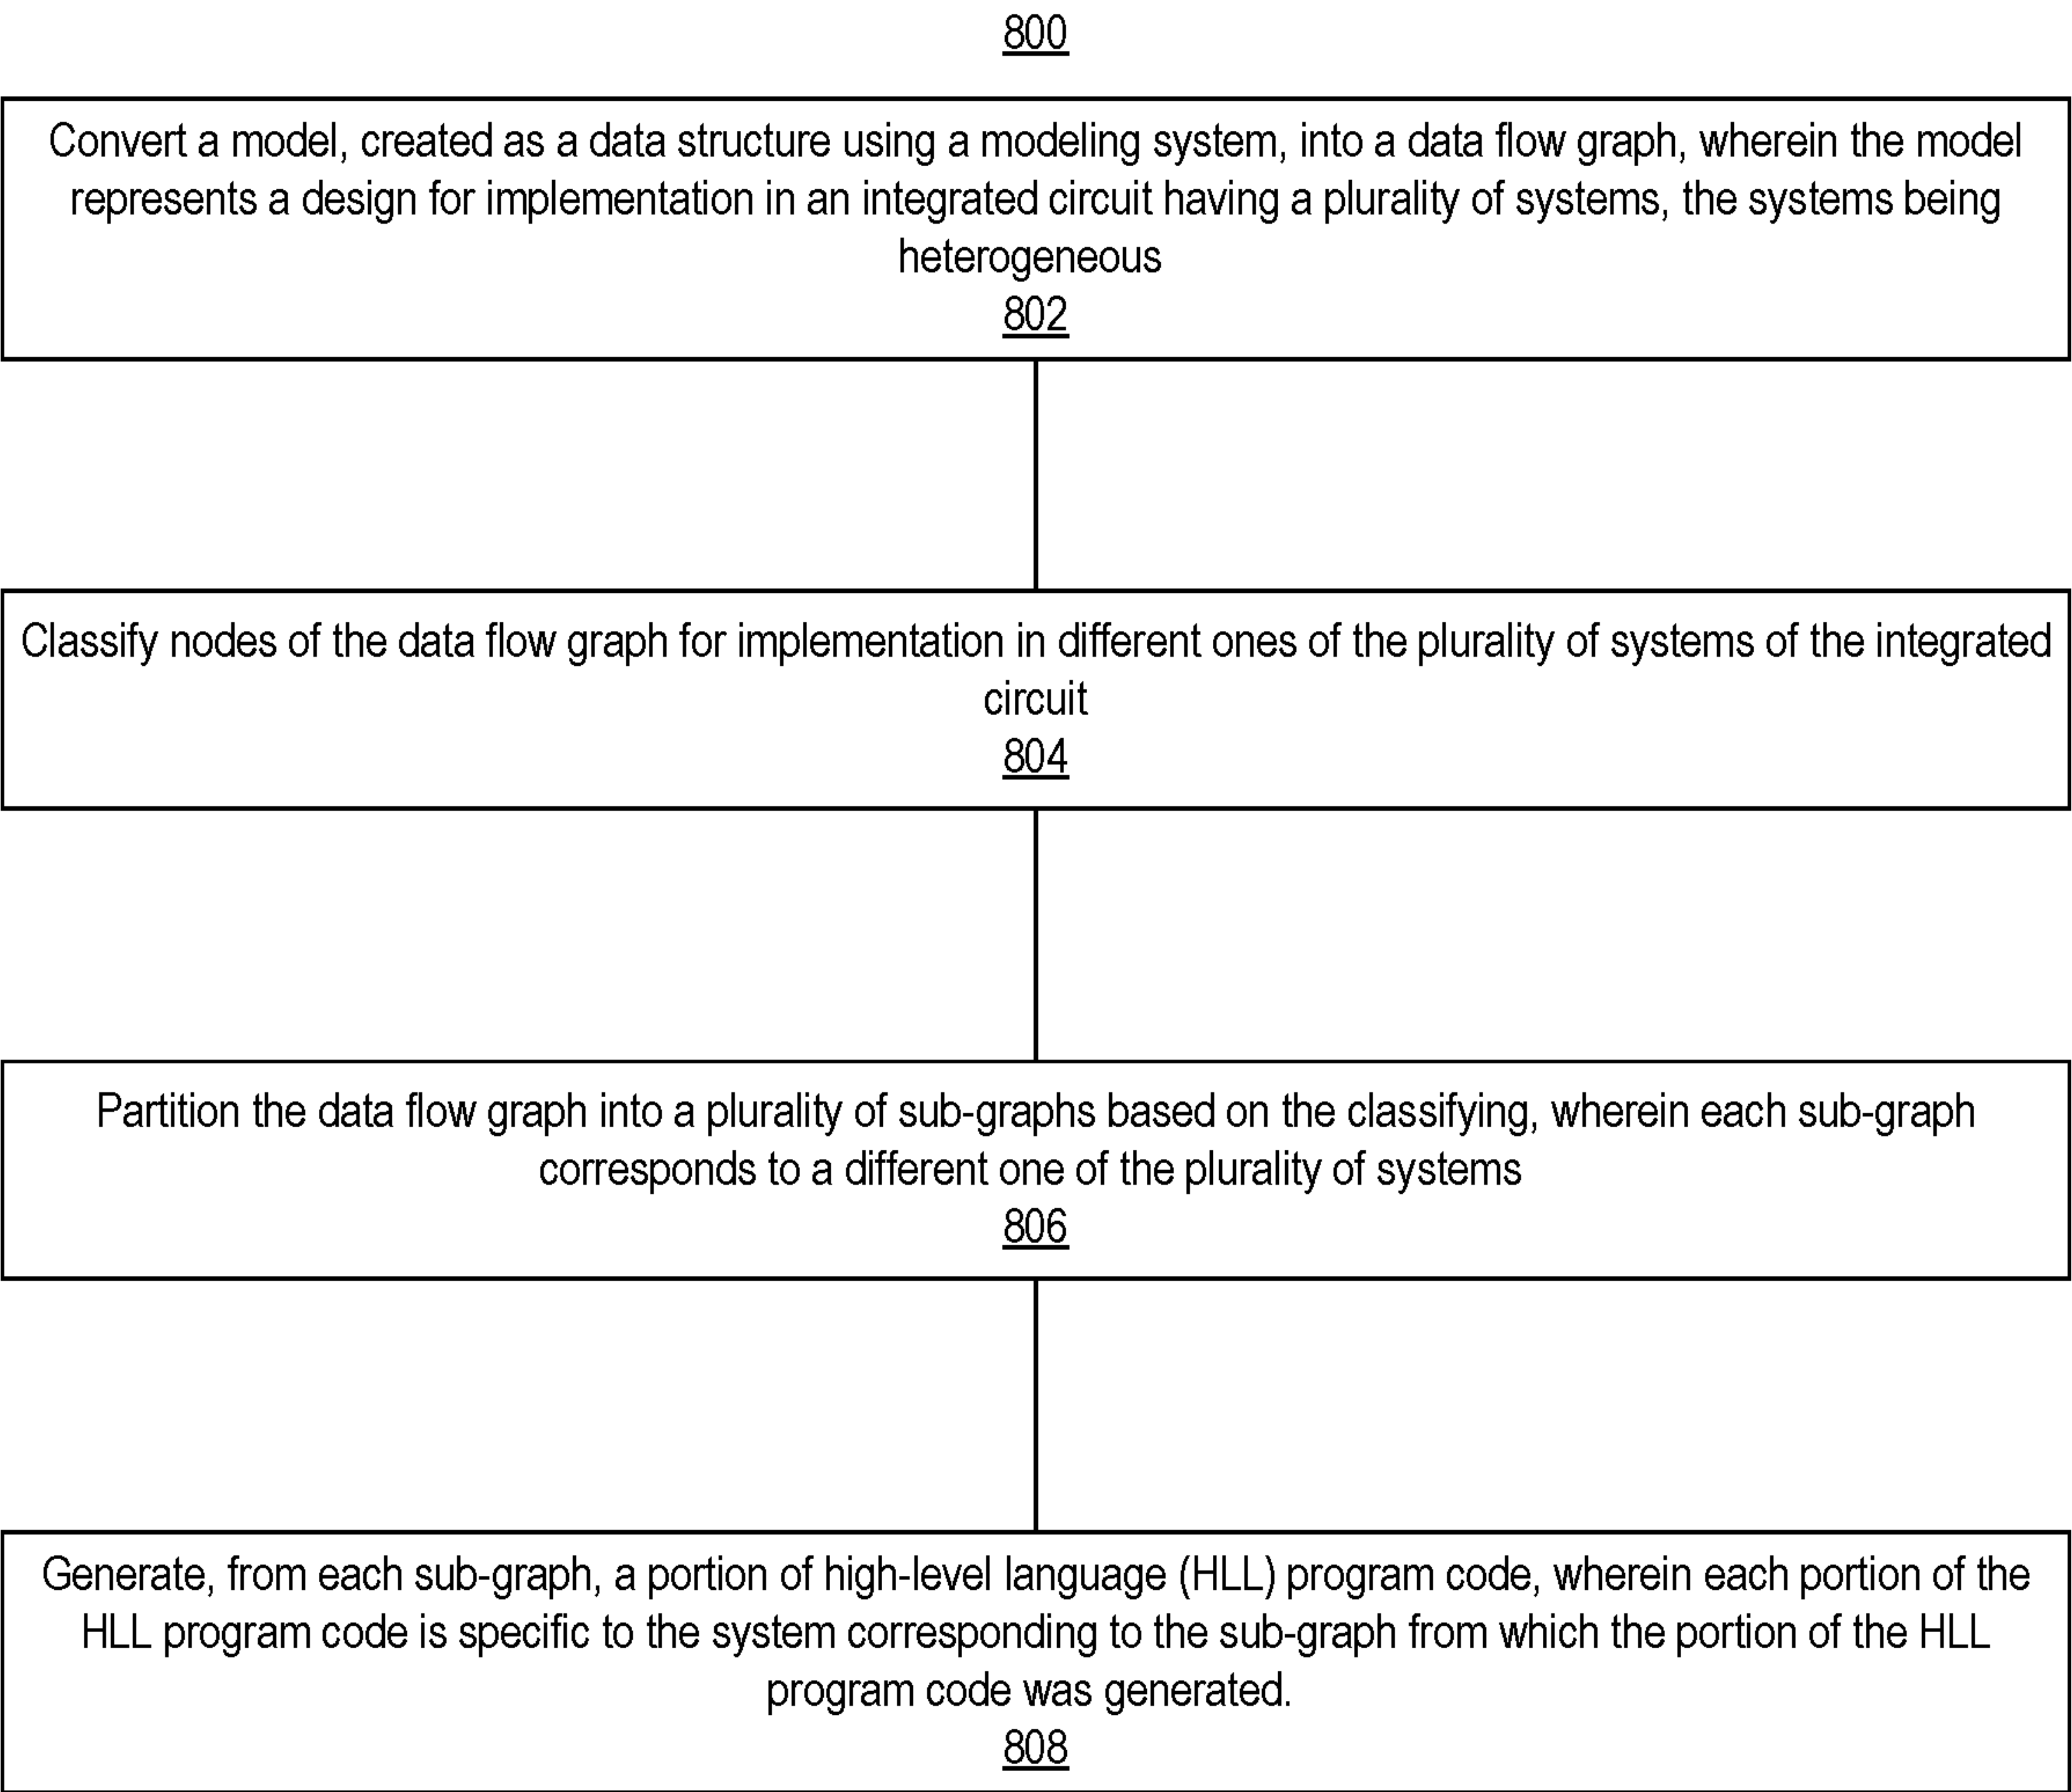 800
Convert a model, created as a data structure using a modeling system, into a data flow graph, wherein the model
represents a design for implementation in an integrated circuit having a plurality of systems, the systems being
heterogeneous
802
Classify nodes of the data flow graph for implementation in different ones of the plurality of systems of the integrated
circuit
804
Partition the data flow graph into a plurality of sub-graphs based on the classifying, wherein each sub-graph
corresponds to a different one of the plurality of systems
806
Generate, from each sub-graph, a portion of high-level language (HLL) program code, wherein each portion of the
HLL program code is specific to the system corresponding to the sub-graph from which the portion of the HLL
program code was generated.
808